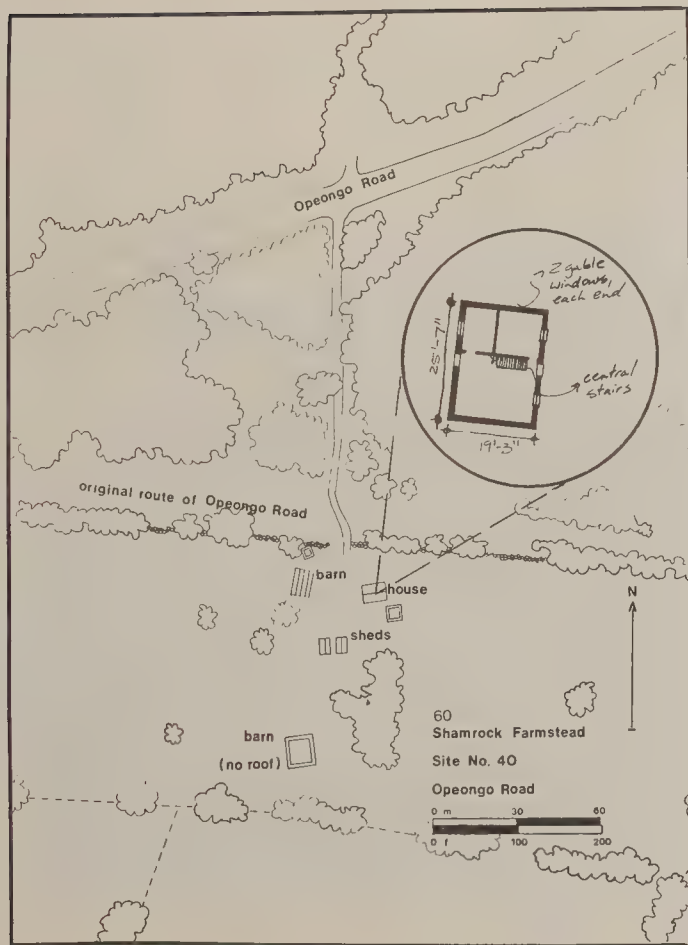 Opeongo Road
2 gable
windows,
each end
28'-7"
central
stairs
19'-3"
original route of Opeongo Road
barn
house
sheds
N
barn
(no roof)
60
Shamrock Farmstead
Site No. 40
Opeongo Road
0 m 30 60
0 f 100 200